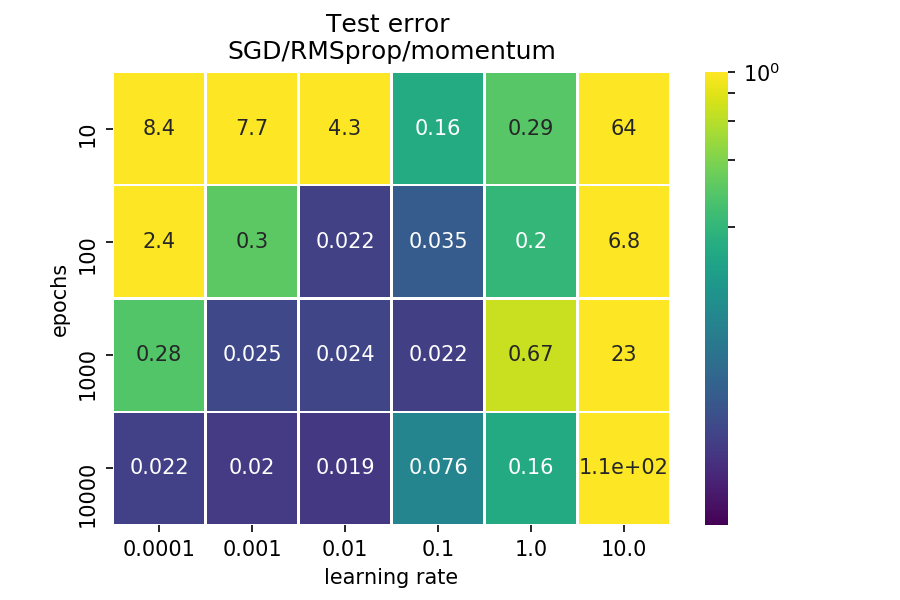 Test error
SGD/RMSprop/momentum
10⁰
10 8.4 7.7 4.3 0.16 0.29 64
100 2.4 0.3 0.022 0.035 0.2 6.8
epochs
1000 0.28 0.025 0.024 0.022 0.67 23
10000 0.022 0.02 0.019 0.076 0.16 1.1e+02
0.0001 0.001 0.01 0.1 1.0 10.0
learning rate